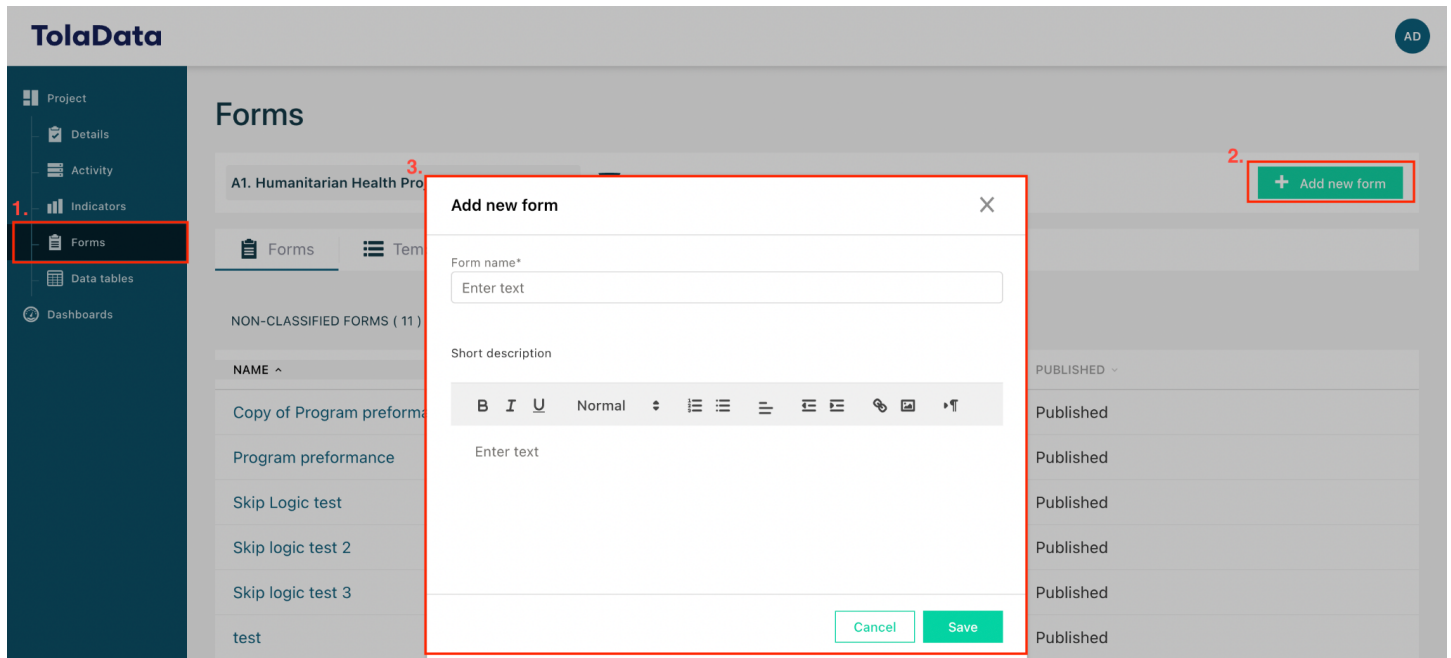 TolaData
AD
Project
Details
Activity
1.
Indicators
Forms
Data tables
Dashboards
Forms
A1. Humanitarian Health Pro
2.
+ Add new form
Forms
Tem
NON-CLASSIFIED FORMS ( 11 )
NAME
PUBLISHED
Copy of Program preforma
Published
Program preformance
Published
Skip Logic test
Published
Skip logic test 2
Published
Skip logic test 3
Published
test
Published
3.
Add new form
Form name*
Enter text
Short description
B I U Normal
Enter text
Cancel Save